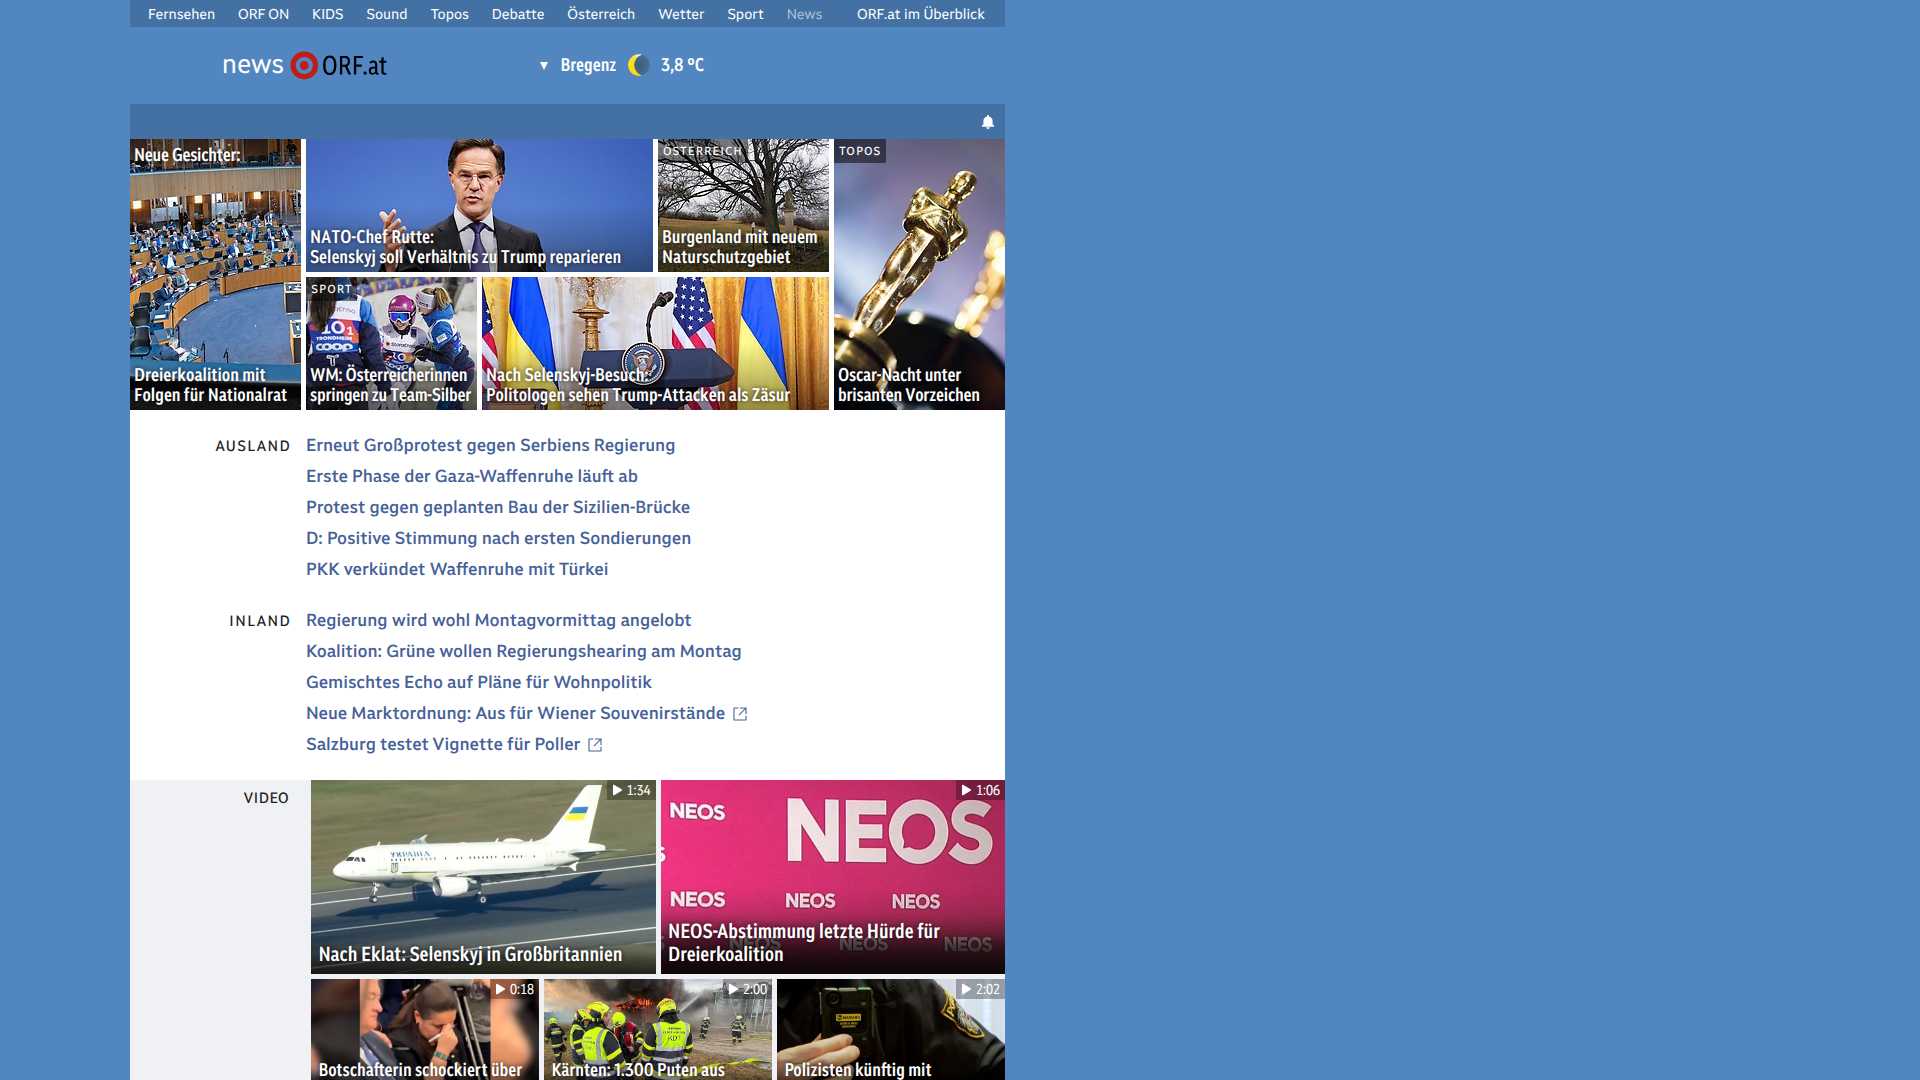 Fernsehen ORF ON KIDS Sound Topos Debatte Österreich Wetter Sport News ORF.at im Überblick
news ORF.at
Bregenz 3,8 °C
Neue Gesichter:
Dreierkoalition mit
Folgen für Nationalrat
NATO-Chef Rutte:
Selenskyj soll Verhältnis zu Trump reparieren
ÖSTERREICH
Burgenland mit neuem
Naturschutzgebiet
TOPOS
Oscar-Nacht unter
brisanten Vorzeichen
SPORT
WM: Österreicherinnen
springen zu Team-Silber
Nach Selenskyj-Besuch:
Politologen sehen Trump-Attacken als Zäsur
AUSLAND
Erneut Großprotest gegen Serbiens Regierung
Erste Phase der Gaza-Waffenruhe läuft ab
Protest gegen geplanten Bau der Sizilien-Brücke
D: Positive Stimmung nach ersten Sondierungen
PKK verkündet Waffenruhe mit Türkei
INLAND
Regierung wird wohl Montagvormittag angelobt
Koalition: Grüne wollen Regierungshearing am Montag
Gemischtes Echo auf Pläne für Wohnpolitik
Neue Marktordnung: Aus für Wiener Souvenirstände
Salzburg testet Vignette für Poller
VIDEO
1:34
УКРАЇНА
Nach Eklat: Selenskyj in Großbritannien
1:06
NEOS NEOS
NEOS NEOS NEOS
NEOS NEOS NEOS
NEOS-Abstimmung letzte Hürde für
Dreierkoalition
0:18
Botschafterin schockiert über
2:00
Kärnten: 1.300 Puten aus
2:02
Polizisten künftig mit